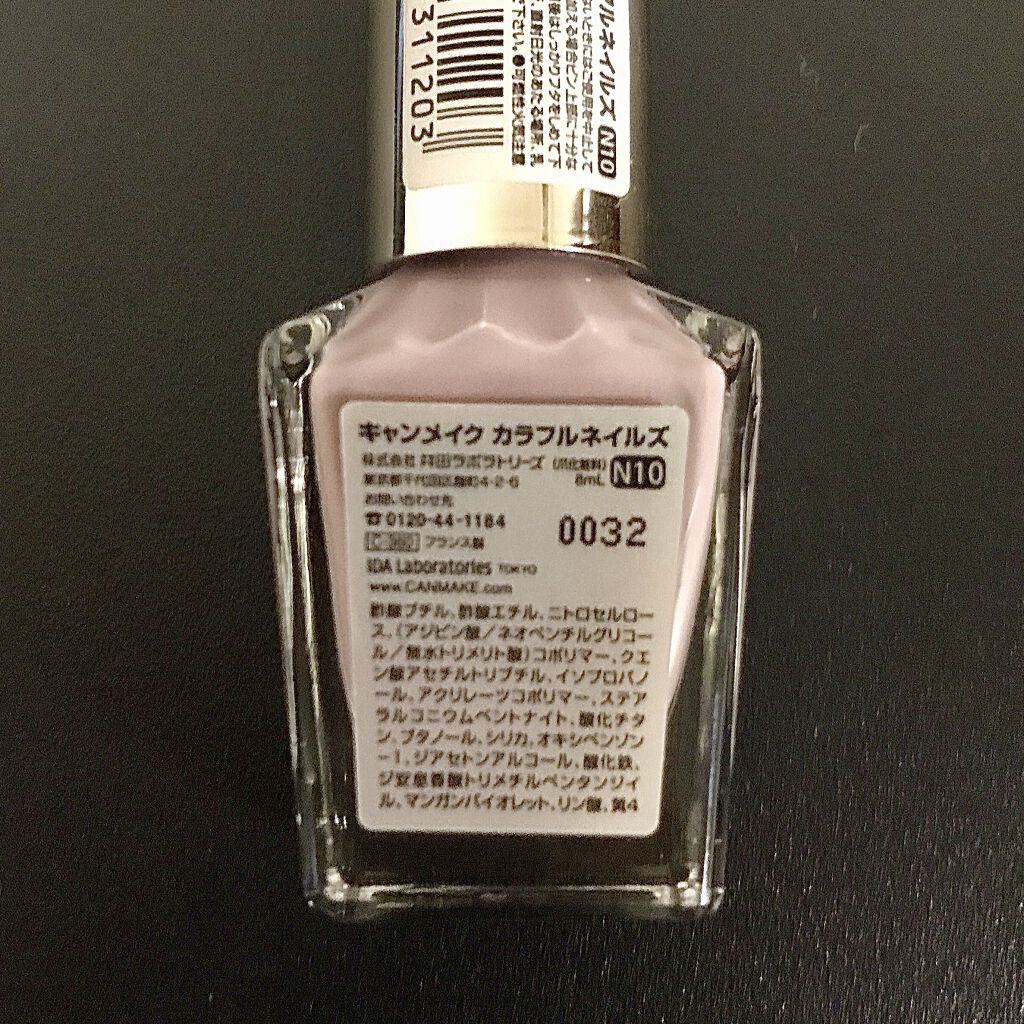 311203
ルネイルズ N10
キャンメイク カラフルネイルズ
株式会社 井田ラボラトリーズ (爪化粧料)
8mL N10
東京都千代田区麹町4-2-6
お問い合わせ先
☎0120-44-1184
フランス製
0032
IDA Laboratories TOKYO
www.CANMAKE.com
酢酸ブチル、酢酸エチル、ニトロセルロー
ス、(アジピン酸/ネオペンチルグリコー
ル/無水トリメリト酸)コポリマー、クエ
ン酸アセチルトリブチル、イソプロパノ
ール、アクリレーツコポリマー、ステア
ラルコニウムベントナイト、酸化チタ
ン、ブタノール、シリカ、オキシベンゾン
-1、ジアセトンアルコール、酸化鉄、
ジ安息香酸トリメチルペンタンジイ
ル、マンガンバイオレット、リン酸、黄4